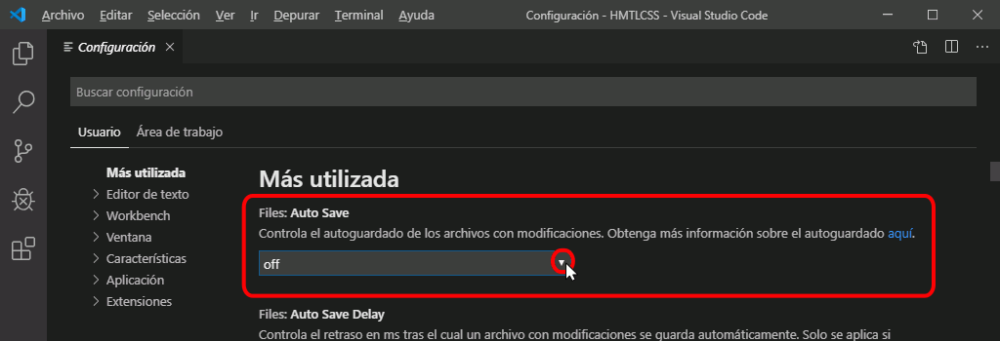 Archivo Editar Selección Ver Ir Depurar Terminal Ayuda Configuración - HMTLCSS - Visual Studio Code
Configuración
Buscar configuración
Usuario Área de trabajo
Más utilizada
Editor de texto
Workbench
Ventana
Características
Aplicación
Extensiones
Más utilizada
Files: Auto Save
Controla el autoguardado de los archivos con modificaciones. Obtenga más información sobre el autoguardado aquí.
off
Files: Auto Save Delay
Controla el retraso en ms tras el cual un archivo con modificaciones se guarda automáticamente. Solo se aplica si